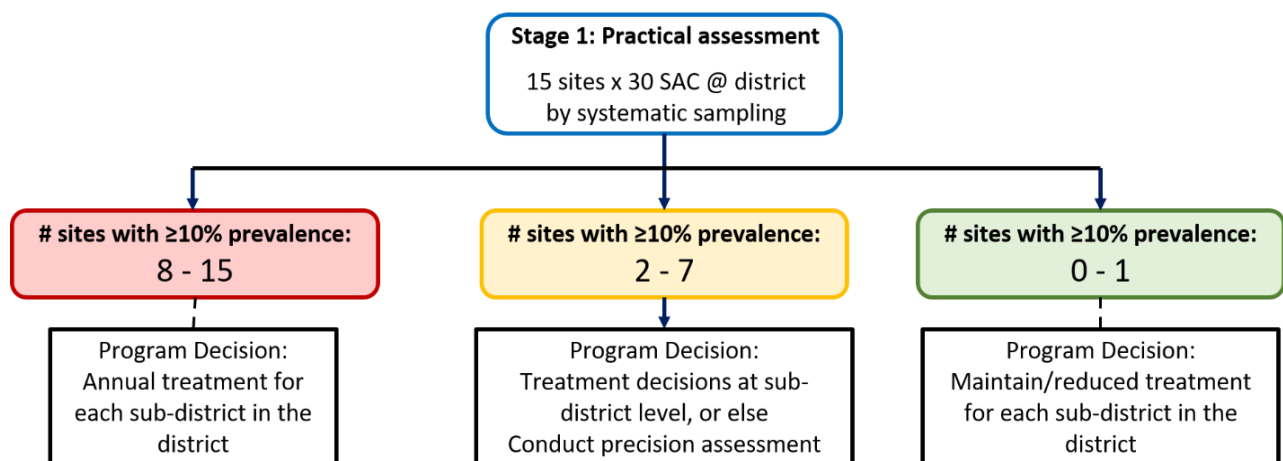 Stage 1: Practical assessment
15 sites x 30 SAC @ district
by systematic sampling
# sites with ≥10% prevalence:
8 - 15
# sites with ≥10% prevalence:
2 - 7
# sites with ≥10% prevalence:
0 - 1
Program Decision:
Annual treatment for
each sub-district in the
district
Program Decision:
Treatment decisions at sub-
district level, or else
Conduct precision assessment
Program Decision:
Maintain/reduced treatment
for each sub-district in the
district